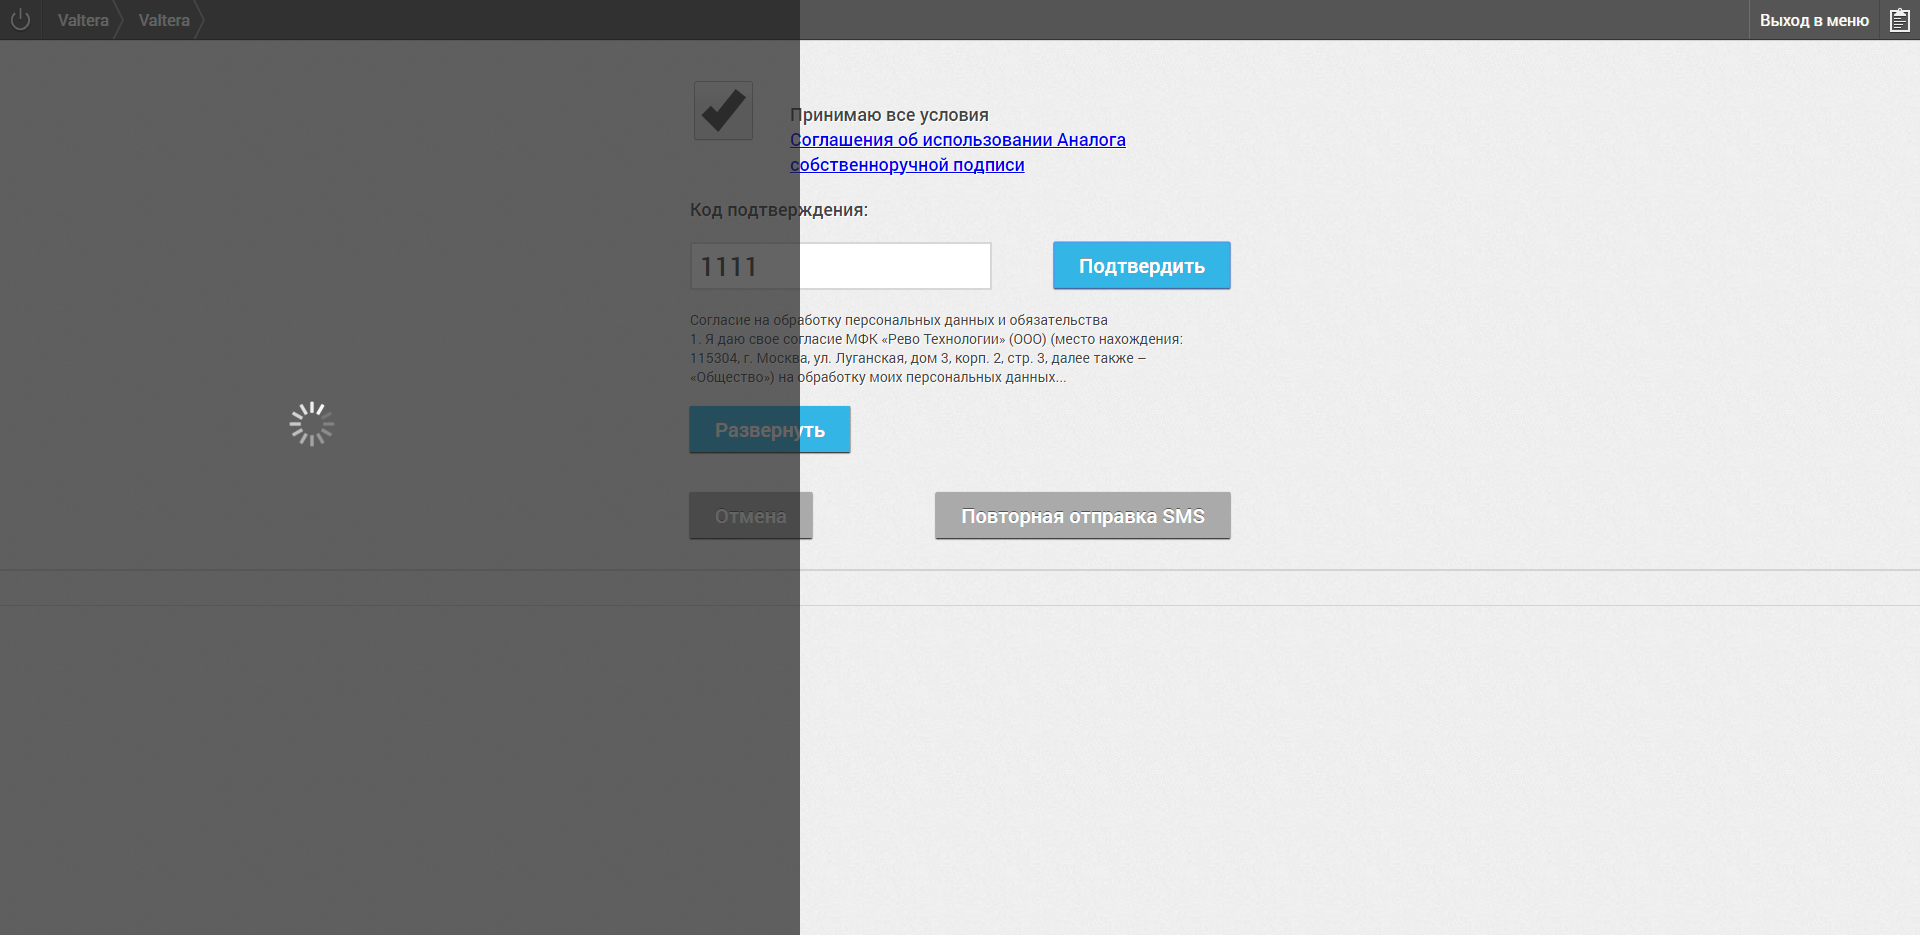 Valtera
Valtera
Выход в меню
Принимаю все условия
Соглашения об использовании Аналога
собственноручной подписи
Код подтверждения:
1111
Подтвердить
Согласие на обработку персональных данных и обязательства
1. Я даю свое согласие МФК «Рево Технологии» (ООО) (место нахождения:
115304, г. Москва, ул. Луганская, дом 3, корп. 2, стр. 3, далее также –
«Общество») на обработку моих персональных данных...
Развернуть
Отмена
Повторная отправка SMS